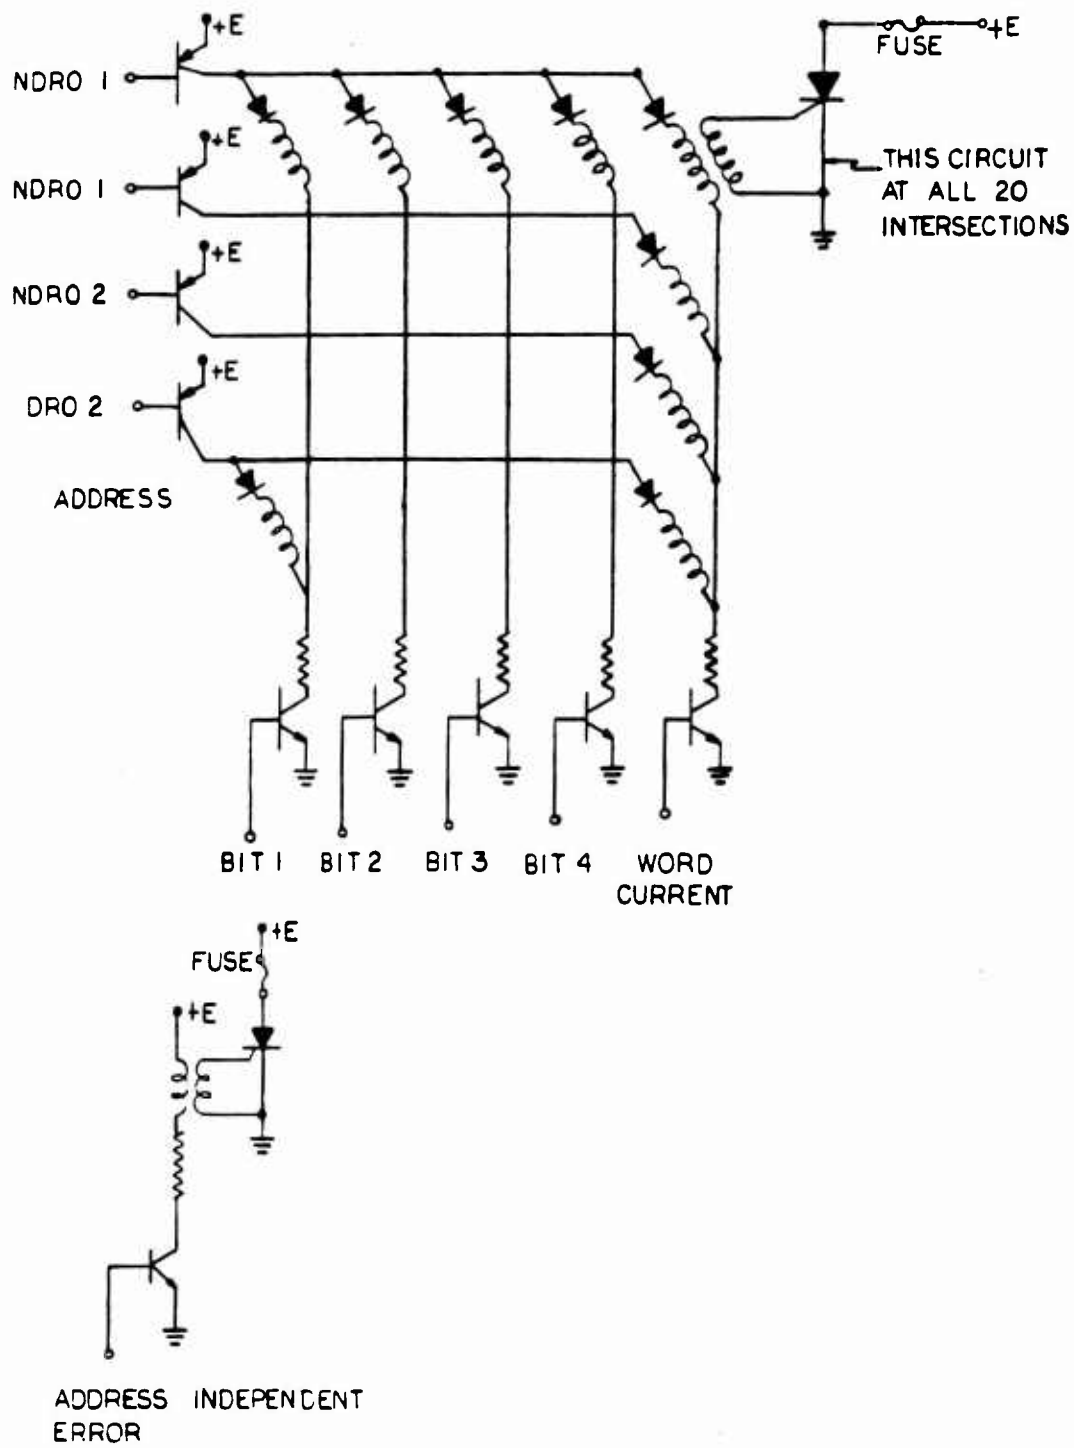 +E
FUSE
+E
NDRO 1
+E
NDRO 1
THIS CIRCUIT
AT ALL 20
INTERSECTIONS
+E
NDRO 2
+E
DRO 2
ADDRESS
BIT 1
BIT 2
BIT 3
BIT 4
WORD
CURRENT
+E
FUSE
+E
ADDRESS INDEPENDENT
ERROR